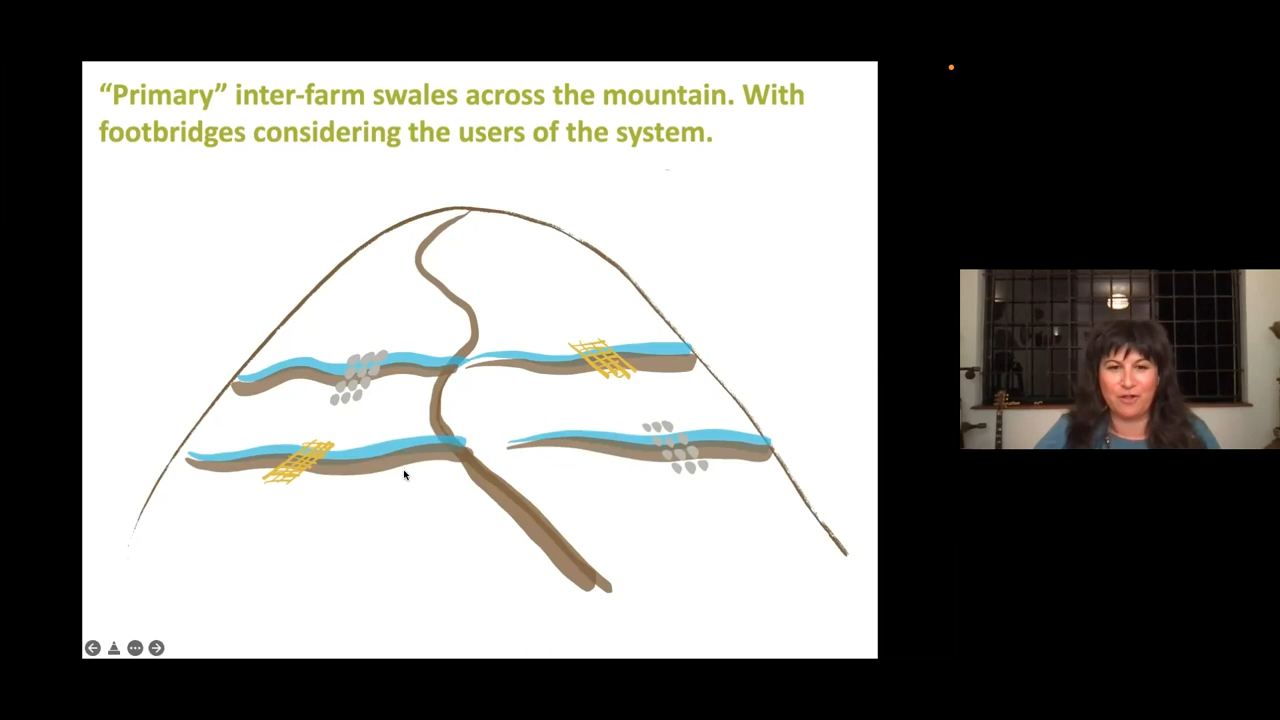 “Primary” inter-farm swales across the mountain. With
footbridges considering the users of the system.